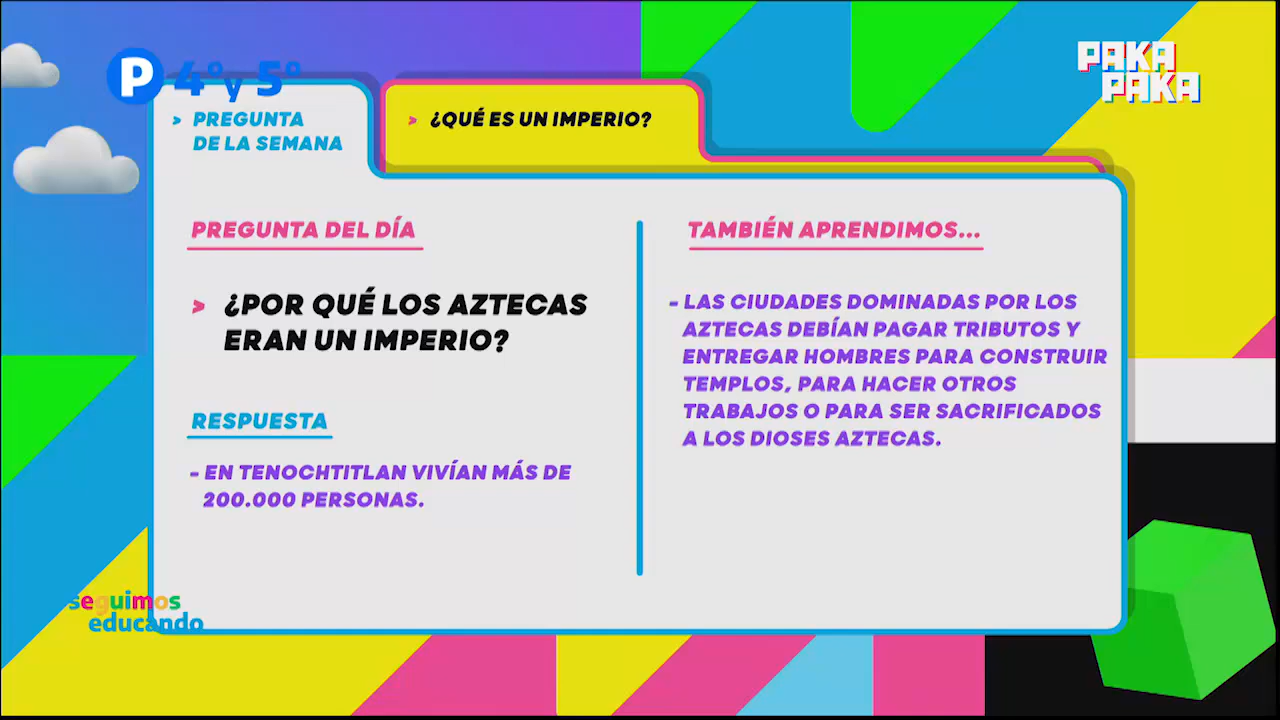 P 4° y 5°
PAKA
PAKA
> PREGUNTA
DE LA SEMANA
> ¿QUÉ ES UN IMPERIO?
PREGUNTA DEL DÍA
> ¿POR QUÉ LOS AZTECAS
ERAN UN IMPERIO?
RESPUESTA
- EN TENOCHTITLAN VIVÍAN MÁS DE
200.000 PERSONAS.
TAMBIÉN APRENDIMOS...
- LAS CIUDADES DOMINADAS POR LOS
AZTECAS DEBÍAN PAGAR TRIBUTOS Y
ENTREGAR HOMBRES PARA CONSTRUIR
TEMPLOS, PARA HACER OTROS
TRABAJOS O PARA SER SACRIFICADOS
A LOS DIOSES AZTECAS.
seguimos
educando